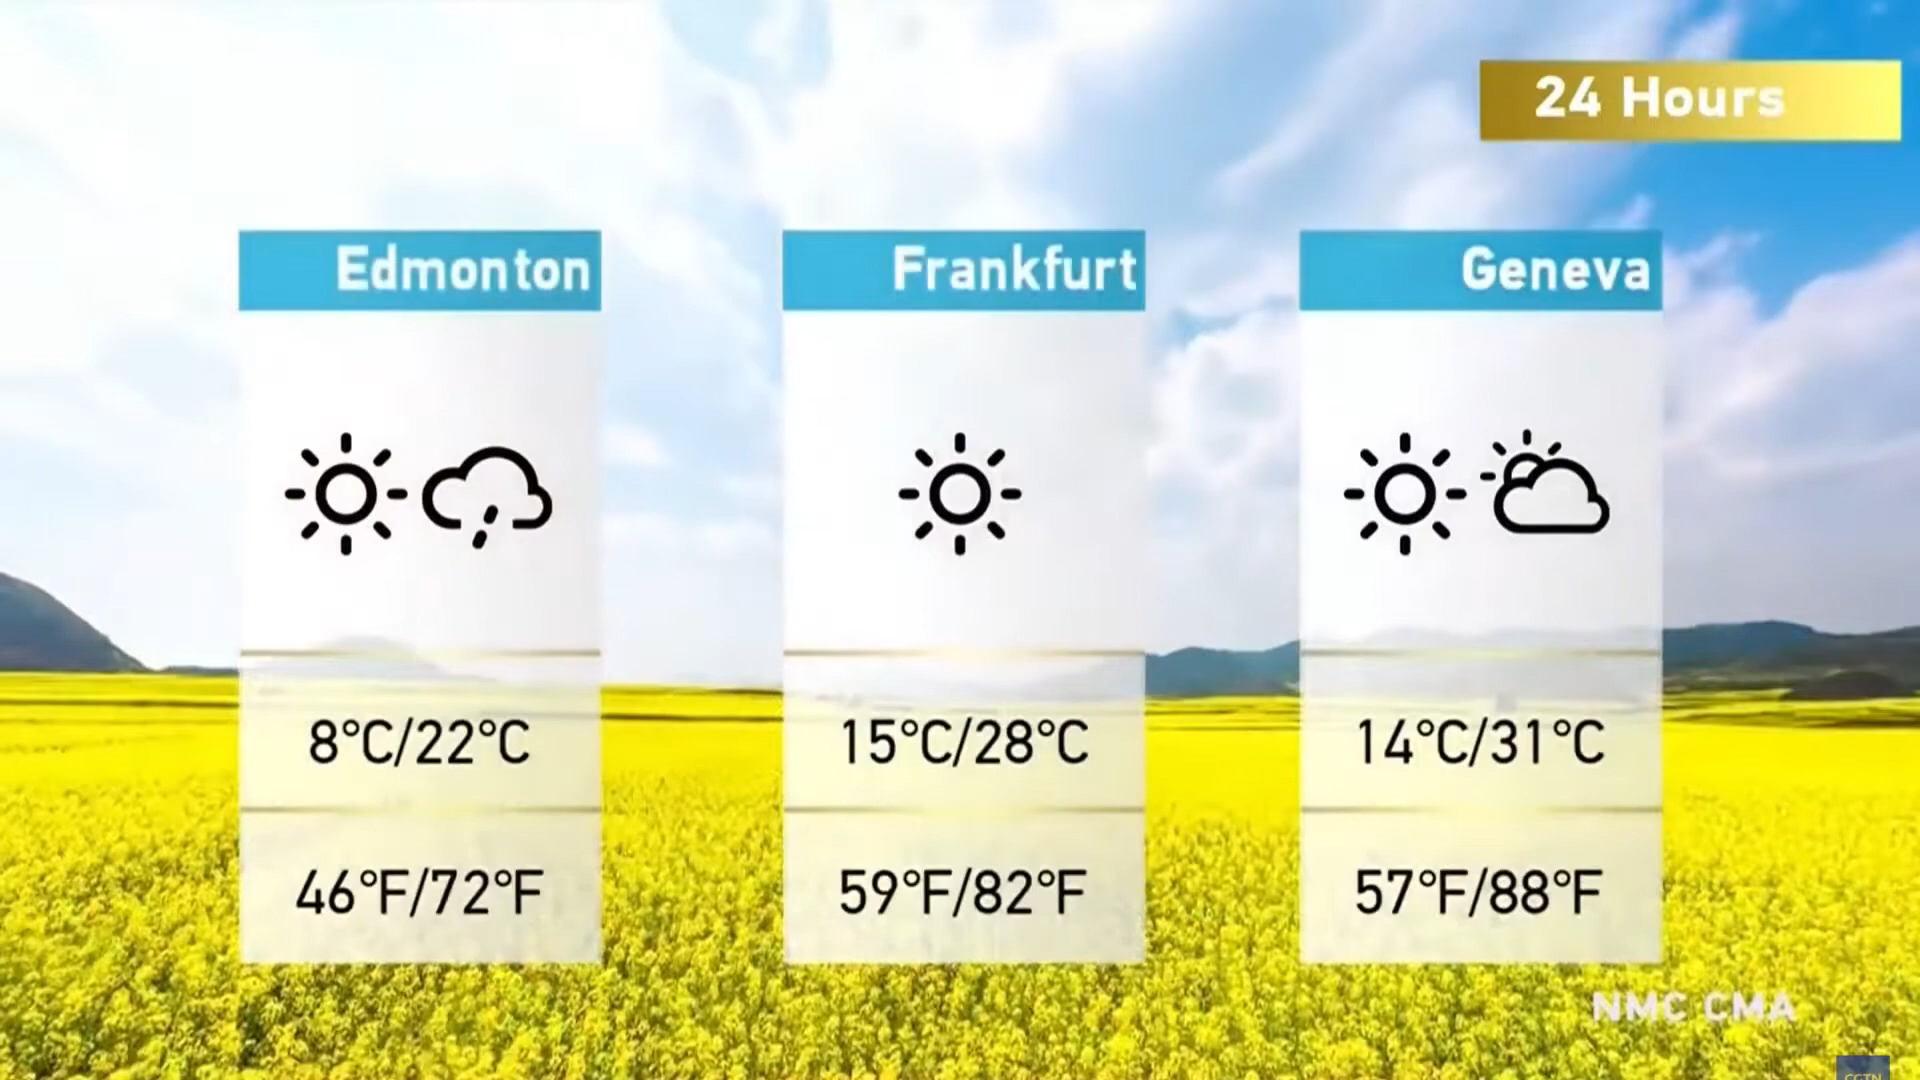 24 Hours
Edmonton
8°C/22°C
46°F/72°F
Frankfurt
15°C/28°C
59°F/82°F
Geneva
14°C/31°C
57°F/88°F
NMC CMA
CGTN